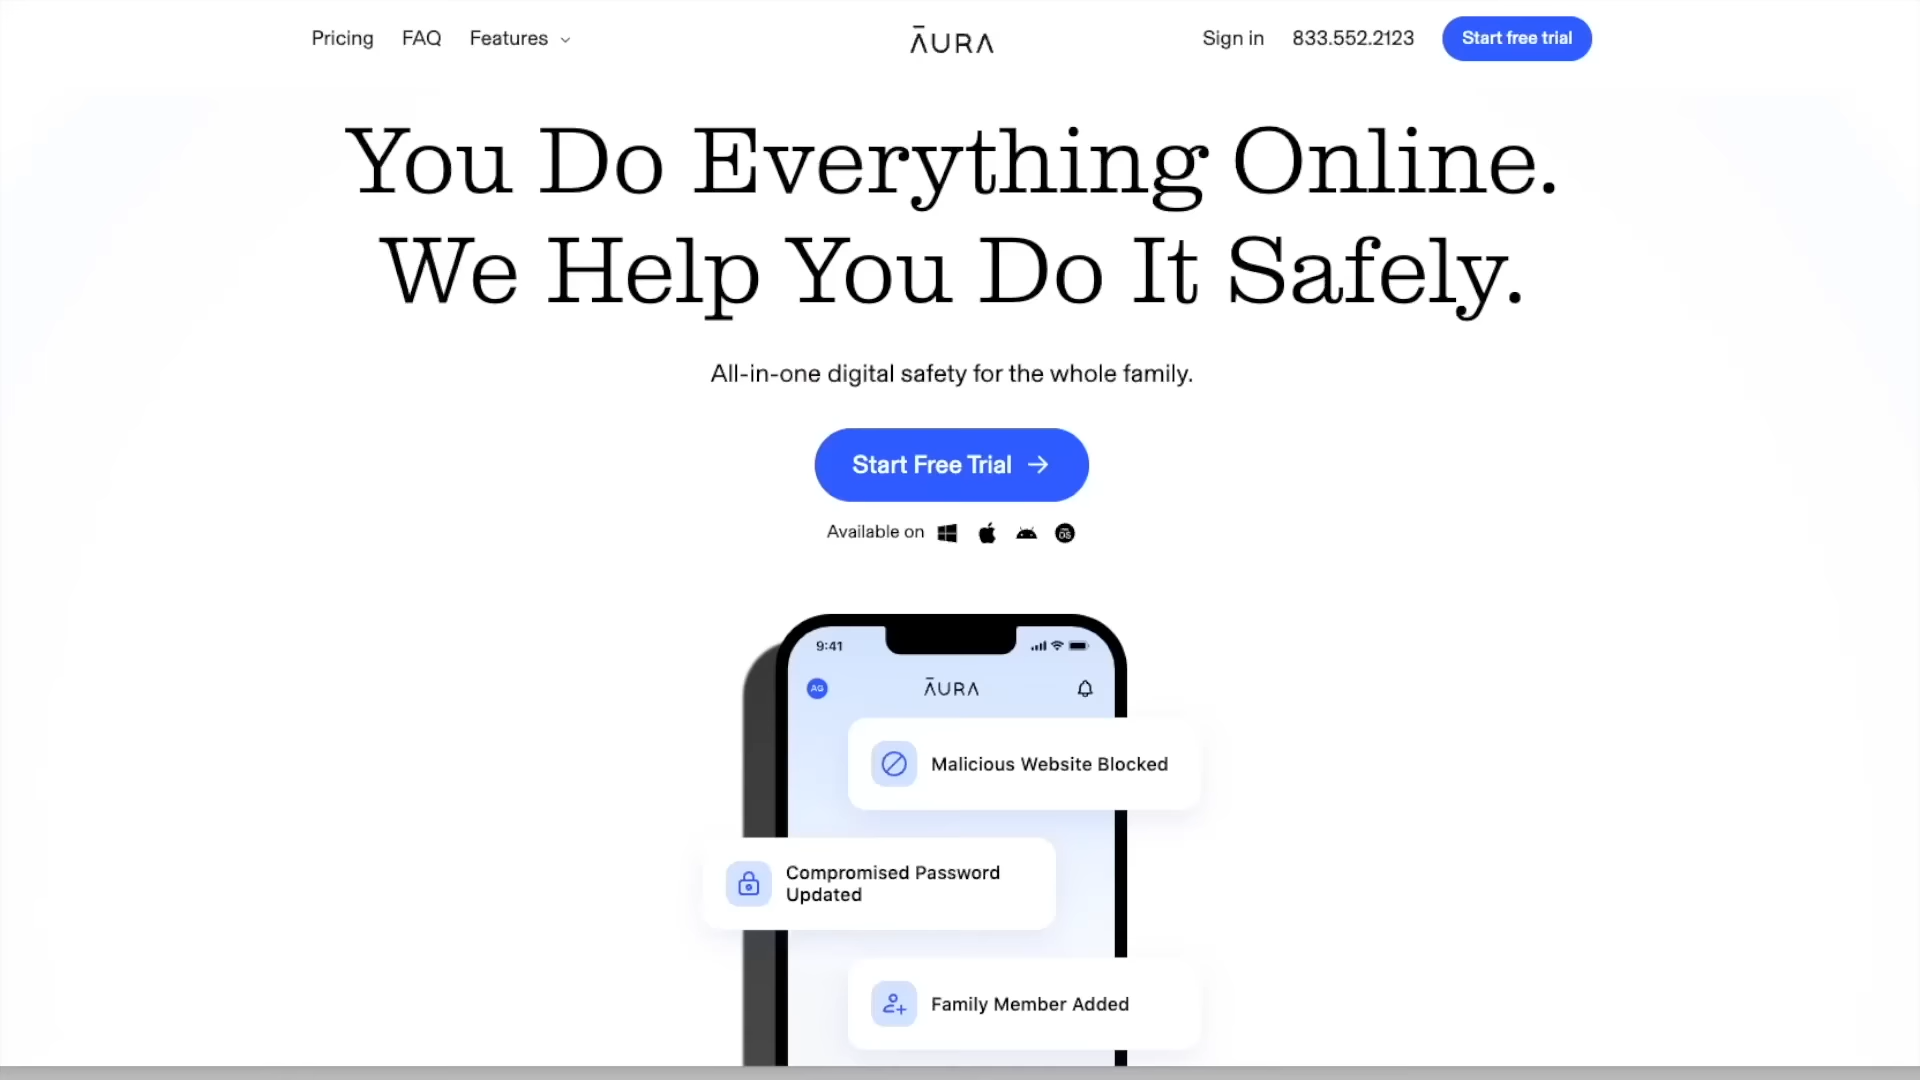 Pricing FAQ Features
ĀURA
Sign in 833.552.2123 Start free trial
You Do Everything Online.
We Help You Do It Safely.
All-in-one digital safety for the whole family.
Start Free Trial →
Available on
OS
9:41
AG
ĀURA
Malicious Website Blocked
Compromised Password
Updated
Family Member Added